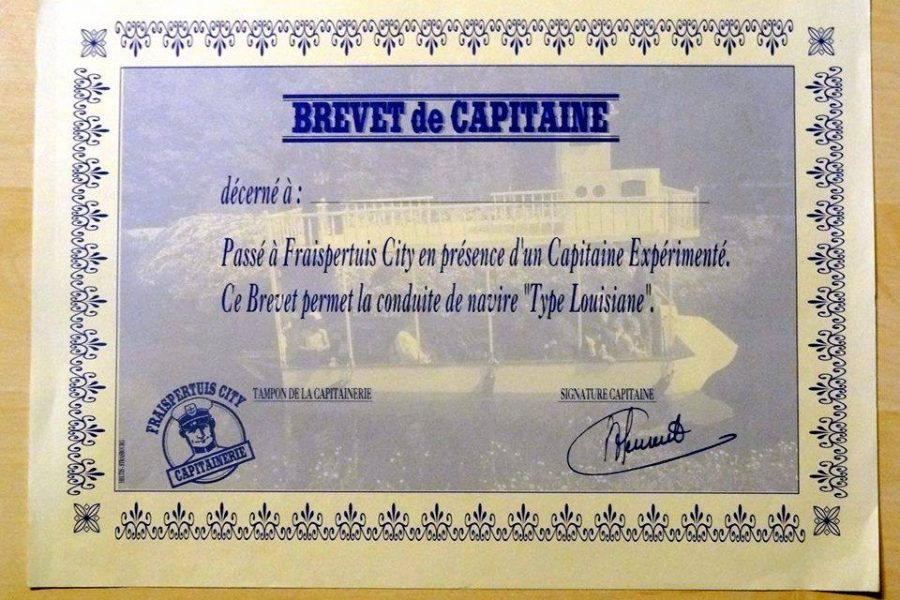 BREVET de CAPITAINE
décerné à :
Passé à Fraispertuis City en présence d'un Capitaine Expérimenté.
Ce Brevet permet la conduite de navire "Type Louisiane".
TAMPON DE LA CAPITAINERIE
SIGNATURE CAPITAINE
FRAISPERTUIS CITY
CAPITAINERIE